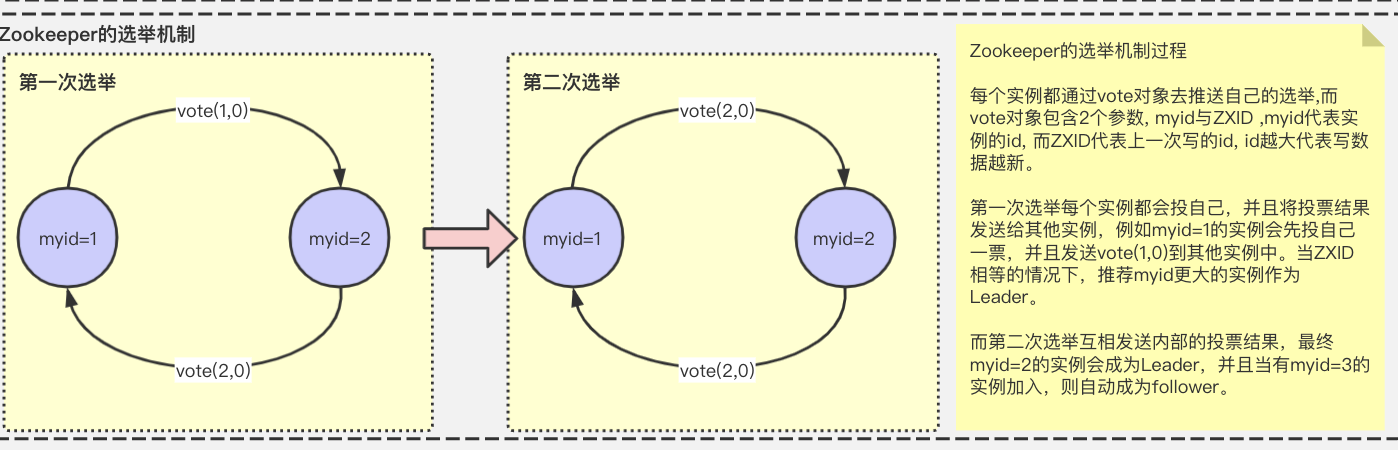 Zookeeper的选举机制
第一次选举
vote(1,0)
myid=1
myid=2
vote(2,0)
第二次选举
vote(2,0)
myid=1
myid=2
vote(2,0)
Zookeeper的选举机制过程
每个实例都通过vote对象去推送自己的选举,而
vote对象包含2个参数, myid与ZXID ,myid代表实
例的id, 而ZXID代表上一次写的id, id越大代表写数
据越新。
第一次选举每个实例都会投自己，并且将投票结果
发送给其他实例，例如myid=1的实例会先投自己
一票，并且发送vote(1,0)到其他实例中。当ZXID
相等的情况下，推荐myid更大的实例作为
Leader。
而第二次选举互相发送内部的投票结果，最终
myid=2的实例会成为Leader，并且当有myid=3的
实例加入，则自动成为follower。